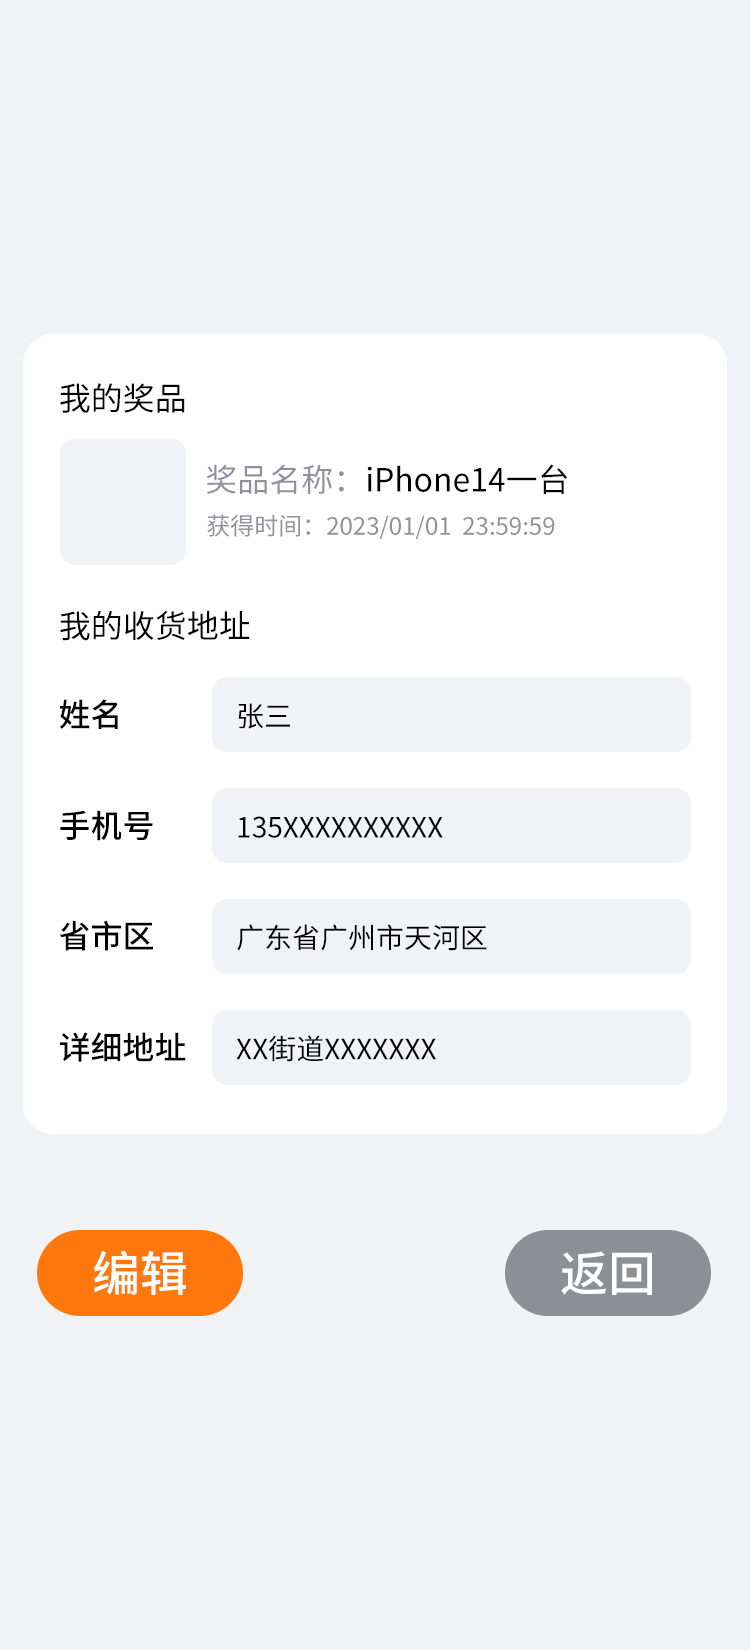 我的奖品
奖品名称：iPhone14一台
获得时间：2023/01/01 23:59:59
我的收货地址
姓名 张三
手机号 135XXXXXXXXXX
省市区 广东省广州市天河区
详细地址 XX街道XXXXXXX
编辑 返回